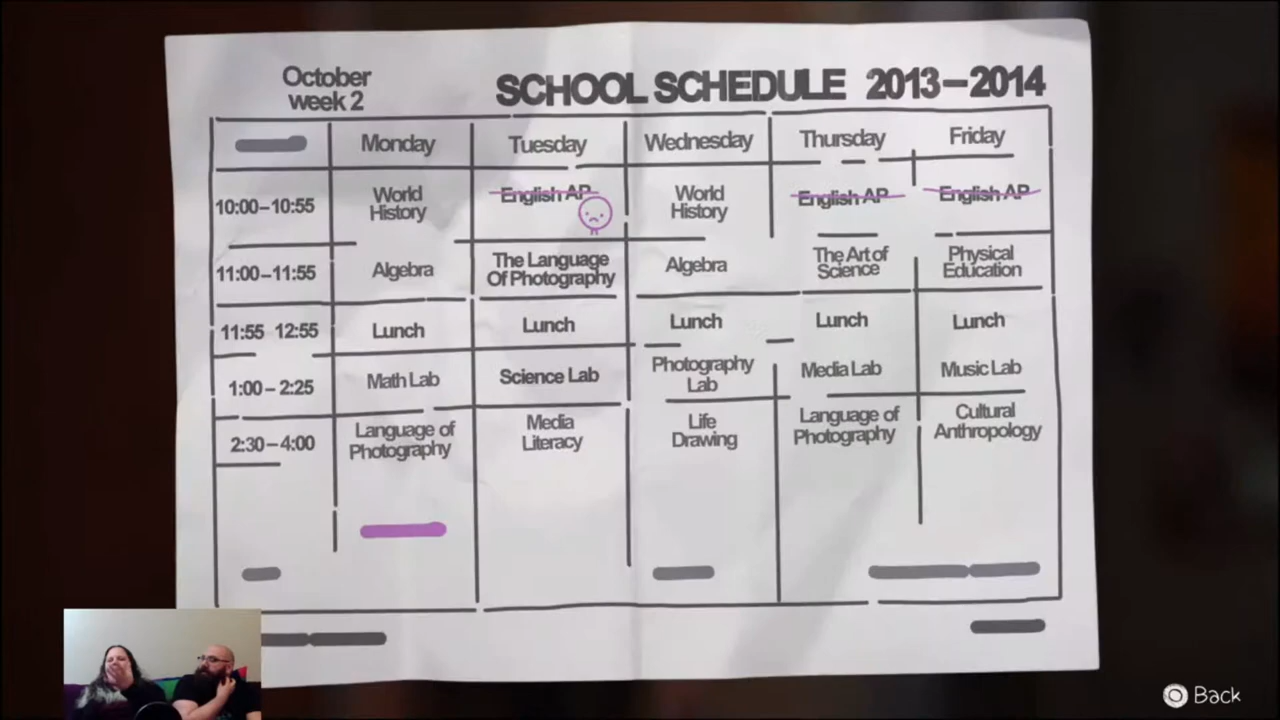 October
week 2
SCHOOL SCHEDULE 2013-2014
Monday Tuesday Wednesday Thursday Friday
10:00-10:55
World
History
English AP
World
History
English AP
English AP
11:00-11:55
Algebra
The Language
Of Photography
Algebra
The Art of
Science
Physical
Education
11:55 12:55
Lunch Lunch Lunch Lunch Lunch
1:00-2:25
Math Lab
Science Lab
Photography
Lab
Media Lab
Music Lab
2:30-4:00
Language of
Photography
Media
Literacy
Life
Drawing
Language of
Photography
Cultural
Anthropology
Back